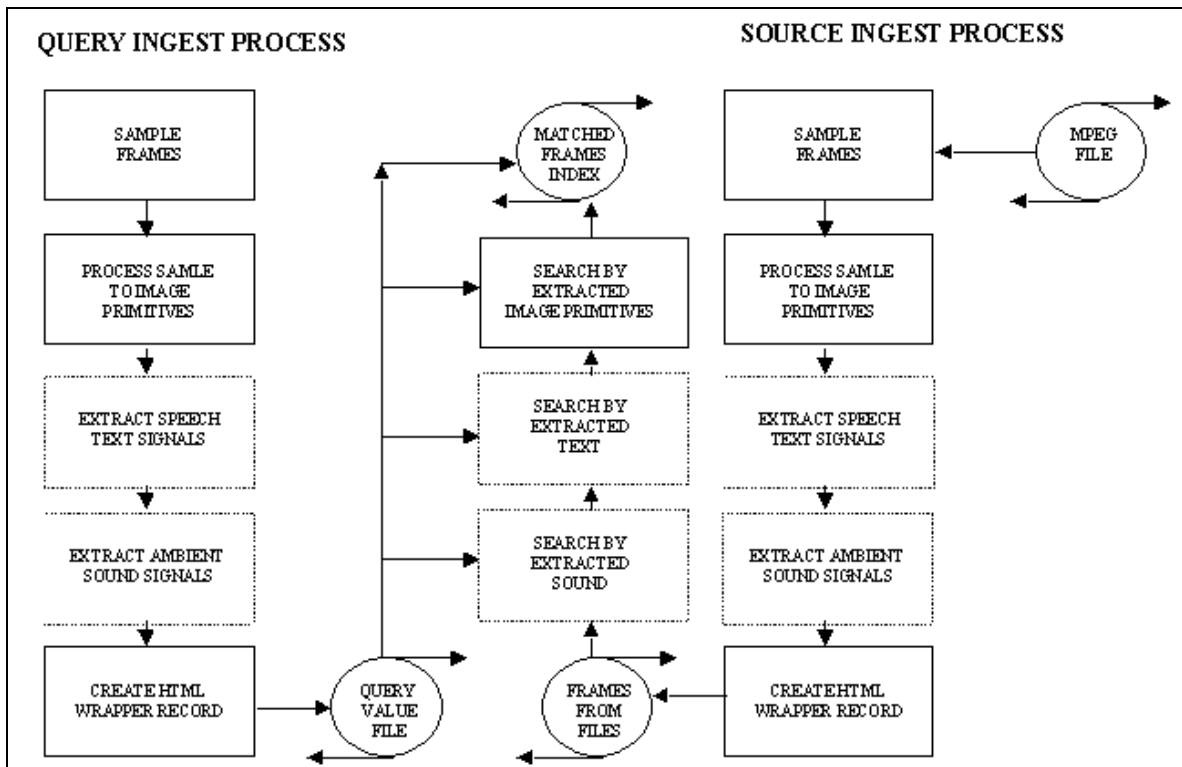 QUERY INGEST PROCESS
SAMPLE
FRAMES
PROCESS SAMLE
TO IMAGE
PRIMITIVES
EXTRACT SPEECH
TEXT SIGNALS
EXTRACT AMBIENT
SOUND SIGNALS
CREATE HTML
WRAPPER RECORD
QUERY
VALUE
FILE
MATCHED
FRAMES
INDEX
SEARCH BY
EXTRACTED
IMAGE PRIMITIVES
SEARCH BY
EXTRACTED
TEXT
SEARCH BY
EXTRACTED
SOUND
FRAMES
FROM
FILES
SOURCE INGEST PROCESS
SAMPLE
FRAMES
MPEG
FILE
PROCESS SAMLE
TO IMAGE
PRIMITIVES
EXTRACT SPEECH
TEXT SIGNALS
EXTRACT AMBIENT
SOUND SIGNALS
CREATE HTML
WRAPPER RECORD